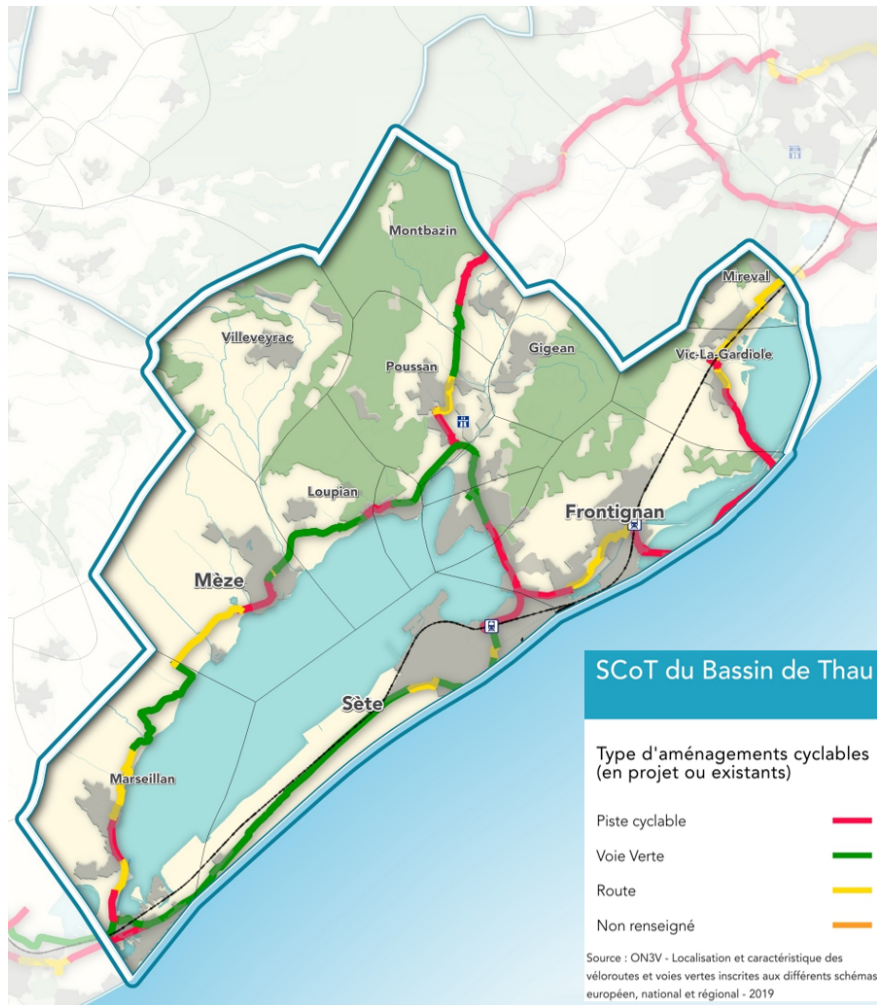 Montbazin
Mireval
Villeveyrac
Gigean
Vic-La-Gardiole
Poussan
Loupian
Frontignan
Mèze
Sète
Marseillan
SCoT du Bassin de Thau
Type d'aménagements cyclables
(en projet ou existants)
Piste cyclable
Voie Verte
Route
Non renseigné
Source : ON3V - Localisation et caractéristique des
véloroutes et voies vertes inscrites aux différents schémas
européen, national et régional - 2019